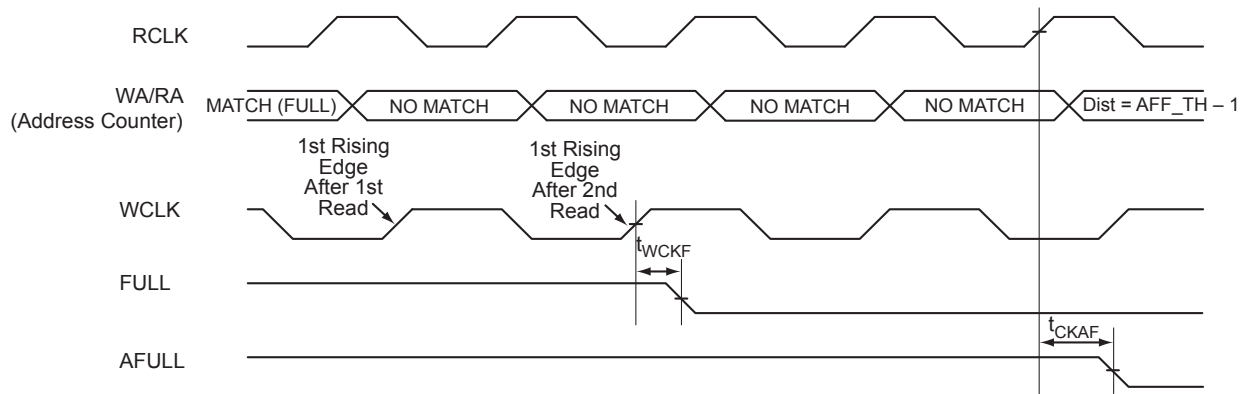 RCLK
WA/RA
(Address Counter)
MATCH (FULL)
NO MATCH
NO MATCH
NO MATCH
NO MATCH
Dist = AFF_TH – 1
1st Rising
Edge
After 1st
Read
1st Rising
Edge
After 2nd
Read
WCLK
tWCKF
FULL
tCKAF
AFULL